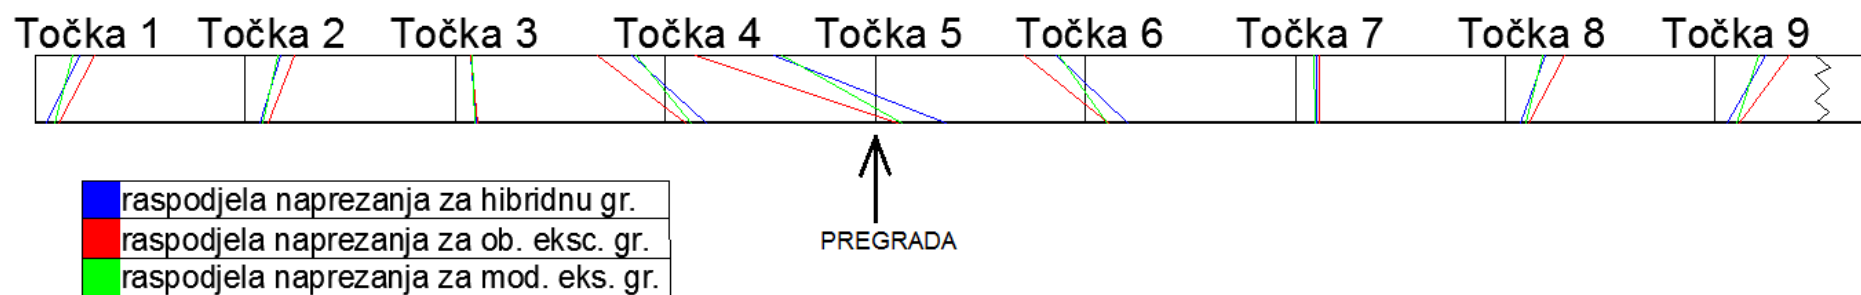 Točka 1 Točka 2 Točka 3 Točka 4 Točka 5 Točka 6 Točka 7 Točka 8 Točka 9
raspodjela naprezanja za hibridnu gr.
raspodjela naprezanja za ob. eksc. gr.
PREGRADA
raspodjela naprezanja za mod. eks. gr.